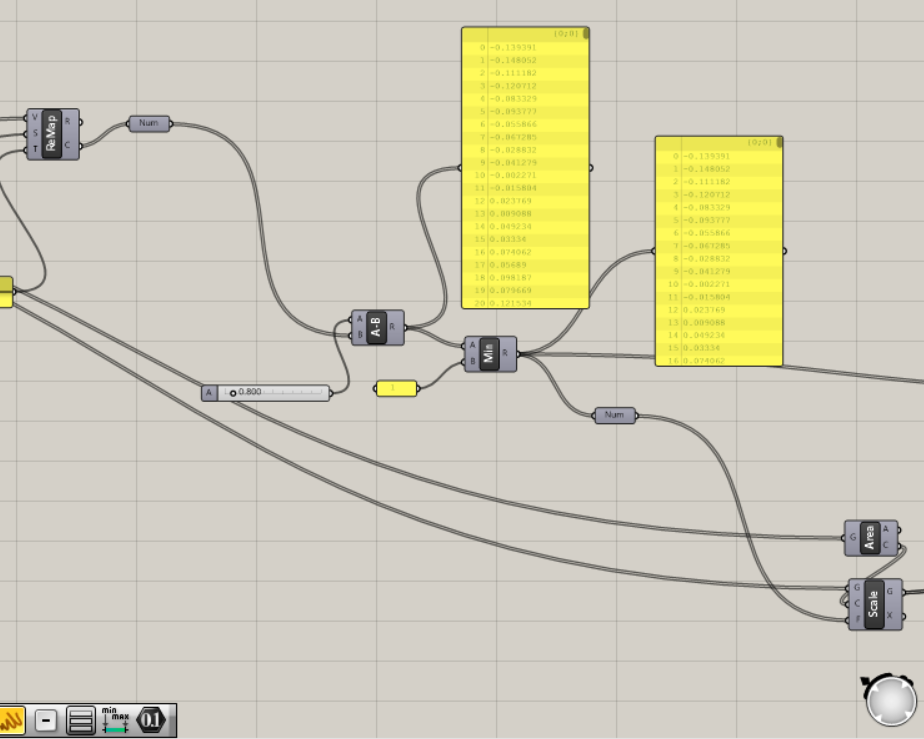 {0;0}
0 -0.139391
1 -0.148052
2 -0.111182
3 -0.120712
4 -0.083329
5 -0.093777
6 -0.055866
7 -0.067285
8 -0.028832
9 -0.041279
10 -0.002271
11 -0.015804
12 0.023769
13 0.009088
14 0.049234
15 0.03334
16 0.074062
17 0.05689
18 0.098187
19 0.079669
20 0.121534
{0;0}
0 -0.139391
1 -0.148052
2 -0.111182
3 -0.120712
4 -0.083329
5 -0.093777
6 -0.055866
7 -0.067285
8 -0.028832
9 -0.041279
10 -0.002271
11 -0.015804
12 0.023769
13 0.009088
14 0.049234
15 0.03334
16 0.074062
V
S
T
ReMap
R
C
Num
A
B
A-B
R
A
B
Min
R
A 0.800
1
Num
G
Area
A
C
G
C
F
Scale
G
X
min
max
0.1